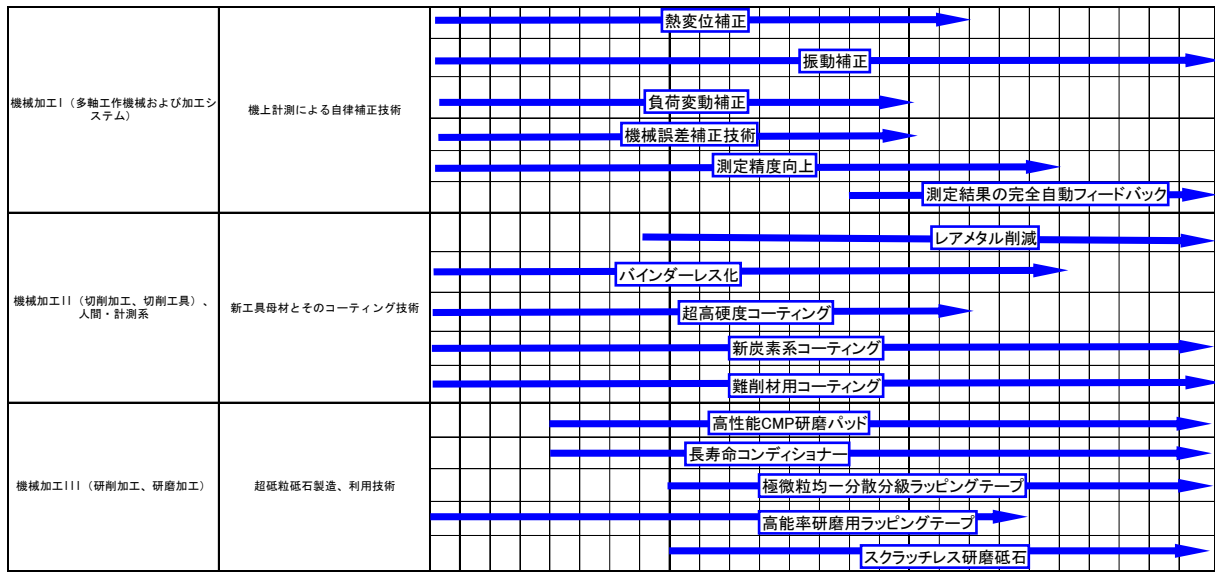 熱変位補正
振動補正
機械加工I（多軸工作機械および加工シ
ステム）
機上計測による自律補正技術
負荷変動補正
機械誤差補正技術
測定精度向上
測定結果の完全自動フィードバック
レアメタル削減
バインダーレス化
機械加工II（切削加工、切削工具）、
人間・計測系
新工具母材とそのコーティング技術
超高硬度コーティング
新炭素系コーティング
難削材用コーティング
高性能CMP研磨パッド
長寿命コンディショナー
機械加工III（研削加工、研磨加工）
超砥粒砥石製造、利用技術
極微粒均一分散分級ラッピングテープ
高能率研磨用ラッピングテープ
スクラッチレス研磨砥石